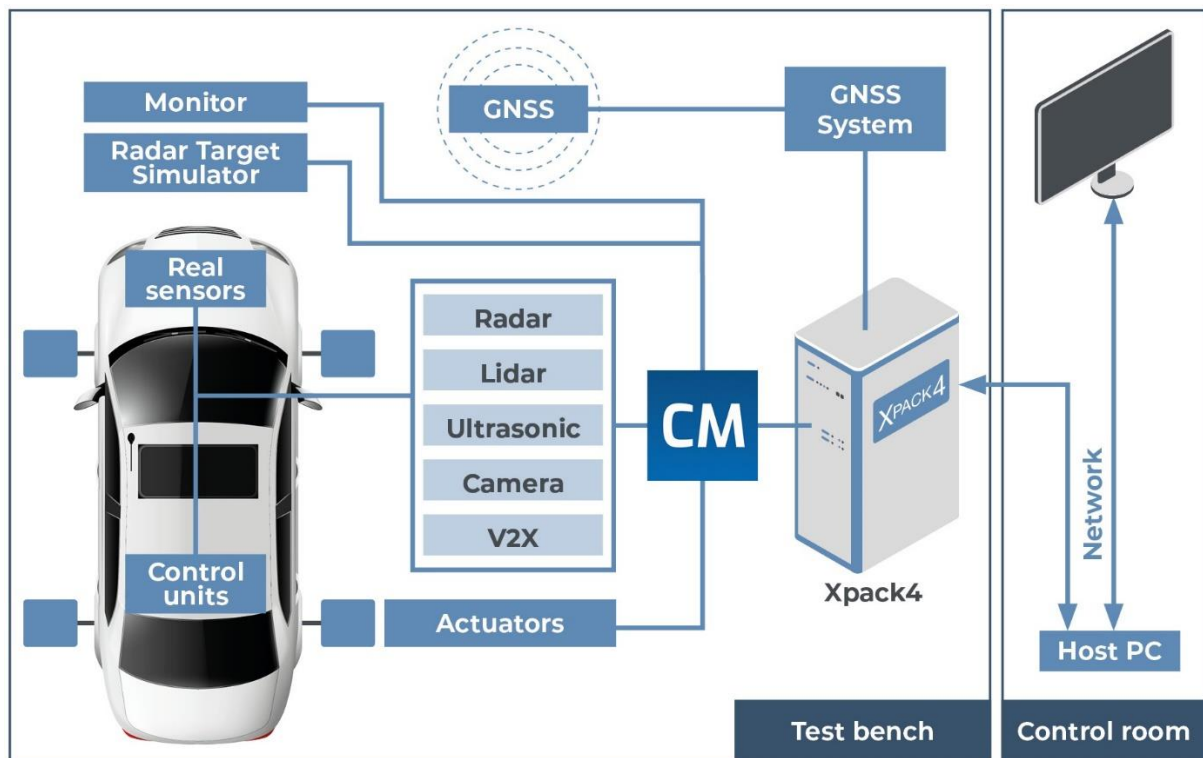 Monitor
Radar Target
Simulator
GNSS
GNSS
System
Real
sensors
Radar
Lidar
Ultrasonic
Camera
V2X
CM
XPACK4
Xpack4
Control
units
Actuators
Network
Host PC
Test bench
Control room